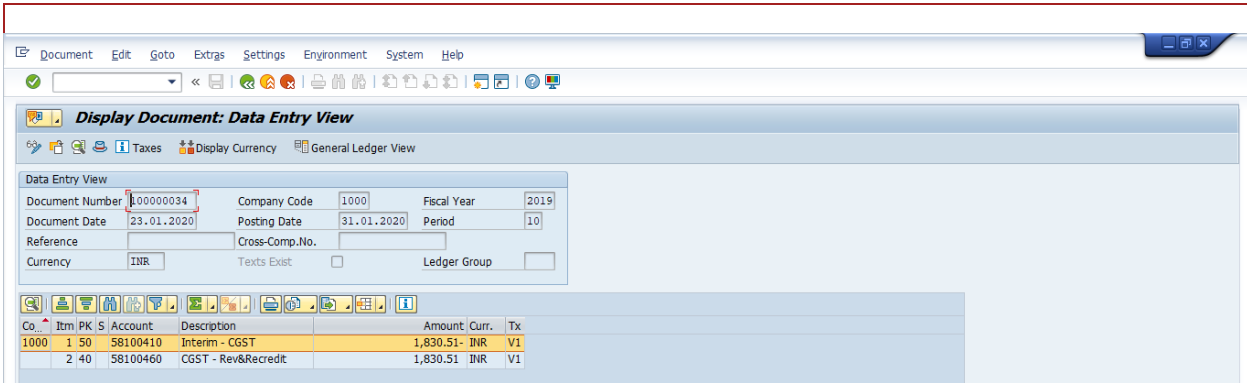 Document Edit Goto Extras Settings Environment System Help
Display Document: Data Entry View
Taxes Display Currency General Ledger View
Data Entry View
Document Number 100000034 Company Code 1000 Fiscal Year 2019
Document Date 23.01.2020 Posting Date 31.01.2020 Period 10
Reference Cross-Comp.No.
Currency INR Texts Exist Ledger Group
Co... Itm PK S Account Description Amount Curr. Tx
1000 1 50 58100410 Interim - CGST 1,830.51- INR V1
2 40 58100460 CGST - Rev&Recredit 1,830.51 INR V1